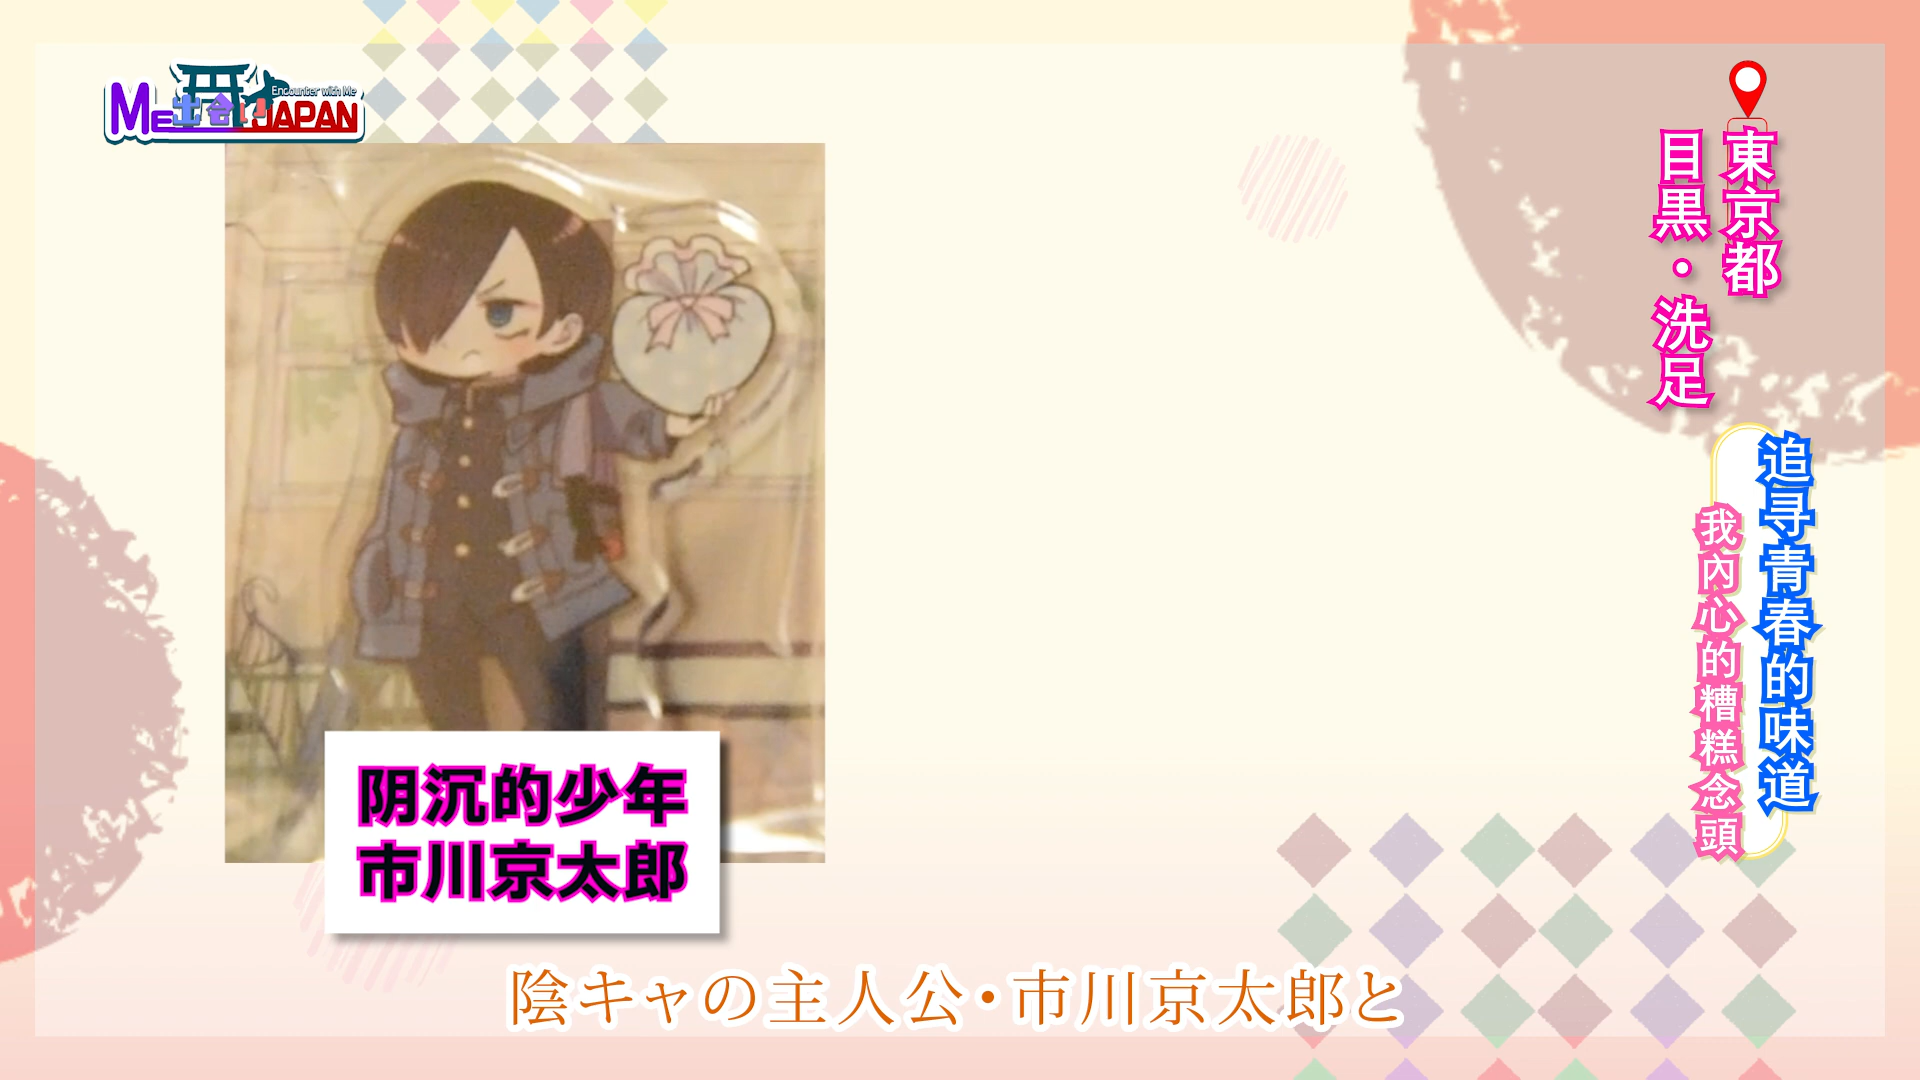 Encounter with Me
ME出会いJAPAN
東京都
目黒・洗足
追寻青春的味道
我內心的糟糕念頭
阴沉的少年
市川京太郎
陰キャの主人公・市川京太郎と